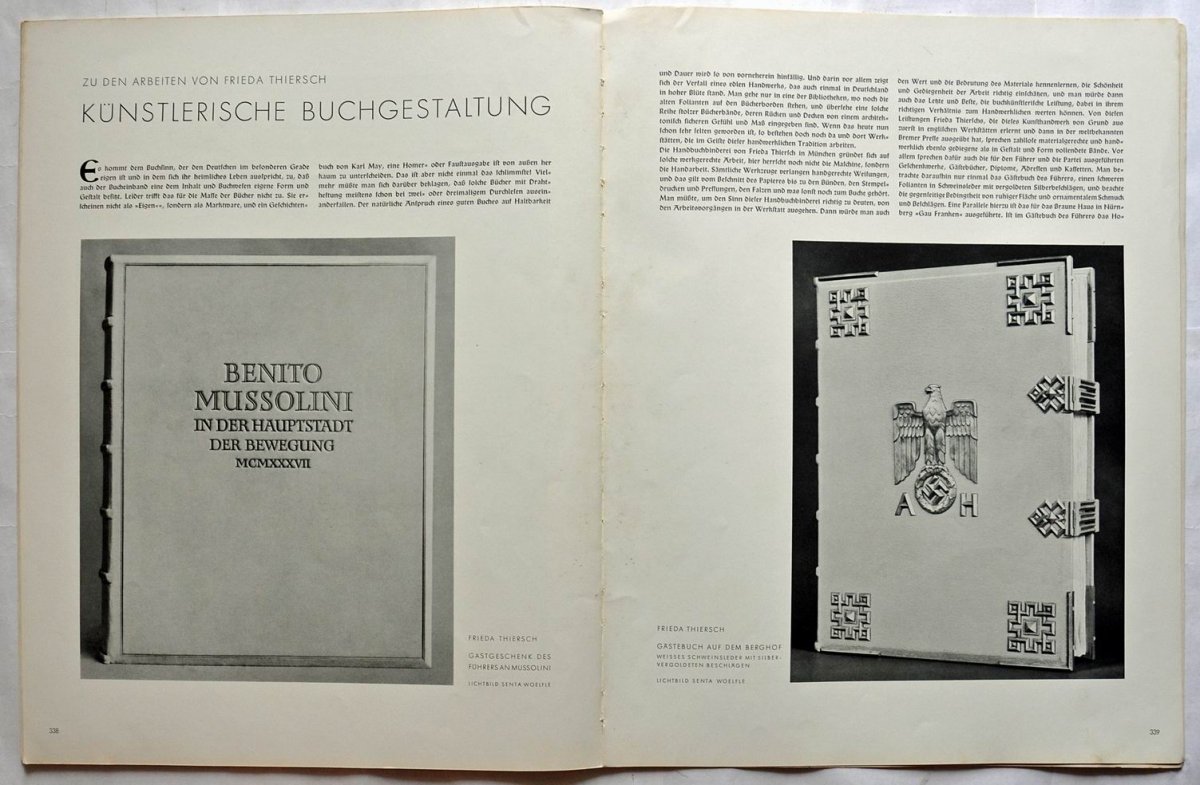 ZU DEN ARBEITEN VON FRIEDA THIERSCH
KÜNSTLERISCHE BUCHGESTALTUNG
Es kommt dem Buchsinn, der den Deutschen im besonderen Grade
eigen ist und in dem sich ihr heimliches Leben ausspricht, zu, daß
auch der Bucheinband eine dem Inhalt und Buchwesen eigene Form und
Gestalt besitzt. Leider trifft das für die Masse der Bücher nicht zu. Sie er-
scheinen nicht als »Eigen«, sondern als Marktware, und ein Geschichten-
buch von Karl May, eine Homer- oder Faustausgabe ist von außen her
kaum zu unterscheiden. Das ist aber nicht einmal das Schlimmste! Viel-
mehr müßte man sich darüber beklagen, daß solche Bücher mit Draht-
heftung meistens schon bei zwei- oder dreimaligem Durchlesen ausein-
anderfallen. Der natürliche Anspruch eines guten Buches auf Haltbarkeit
BENITO
MUSSOLINI
IN DER HAUPTSTADT
DER BEWEGUNG
MCMXXXVII
FRIEDA THIERSCH
GASTGESCHENK DES
FÜHRERS AN MUSSOLINI
LICHTBILD SENTA WOELFLE
338
und Dauer wird so von vorneherein hinfällig. Und darin vor allem zeigt
sich der Verfall eines edlen Handwerks, das auch einmal in Deutschland
in hoher Blüte stand. Man gehe nur in eine der Bibliotheken, wo noch die
alten Folianten auf den Bücherborden stehen, und übersehe eine solche
Reihe stolzer Bücherbände, deren Rücken und Decken von einem architek-
tonisch sicheren Gefühl und Maß eingegeben sind. Wenn das heute nun
schon sehr selten geworden ist, so bestehen doch noch da und dort Werk-
stätten, die im Geiste dieser handwerklichen Tradition arbeiten.
Die Handbuchbinderei von Frieda Thiersch in München gründet sich auf
solche werkgerechte Arbeit, hier herrscht noch nicht die Maschine, sondern
die Handarbeit. Sämtliche Werkzeuge verlangen handgerechte Weisungen,
und das gilt vom Beschnitt des Papieres bis zu den Bünden, den Stempel-
drucken und Pressungen, den Falzen und was sonst noch zum Buche gehört.
Man müßte, um den Sinn dieser Handbuchbinderei richtig zu deuten, von
den Arbeitsvorgängen in der Werkstatt ausgehen. Dann würde man auch
den Wert und die Bedeutung des Materials kennenlernen, die Schönheit
und Gediegenheit der Arbeit richtig einschätzen, und man würde dann
auch das Letzte und Beste, die buchkünstlerische Leistung, dabei in ihrem
richtigen Verhältnis zum Handwerklichen werten können. Von diesen
Leistungen Frieda Thierschs, die dieses Kunsthandwerk von Grund aus
zuerst in englischen Werkstätten erlernt und dann in der weltbekannten
Bremer Presse ausgeübt hat, sprechen zahllose materialgerechte und hand-
werklich ebenso gediegene als in Gestalt und Form vollendete Bände. Vor
allem sprechen dafür auch die für den Führer und die Partei ausgeführten
Geschenkwerke, Gästebücher, Diplome, Adressen und Kassetten. Man be-
trachte daraufhin nur einmal das Gästebuch des Führers, einen schweren
Folianten in Schweinsleder mit vergoldeten Silberbeschlägen, und beachte
die gegenseitige Bedingtheit von ruhiger Fläche und ornamentalem Schmuck
und Beschlägen. Eine Parallele hierzu ist das für das Braune Haus in Nürn-
berg »Gau Franken« ausgeführte. Ist im Gästebuch des Führers das Ho-
A H
FRIEDA THIERSCH
GÄSTEBUCH AUF DEM BERGHOF
WEISSES SCHWEINSLEDER MIT SILBER-
VERGOLDETEN BESCHLÄGEN
LICHTBILD SENTA WOELFLE
339